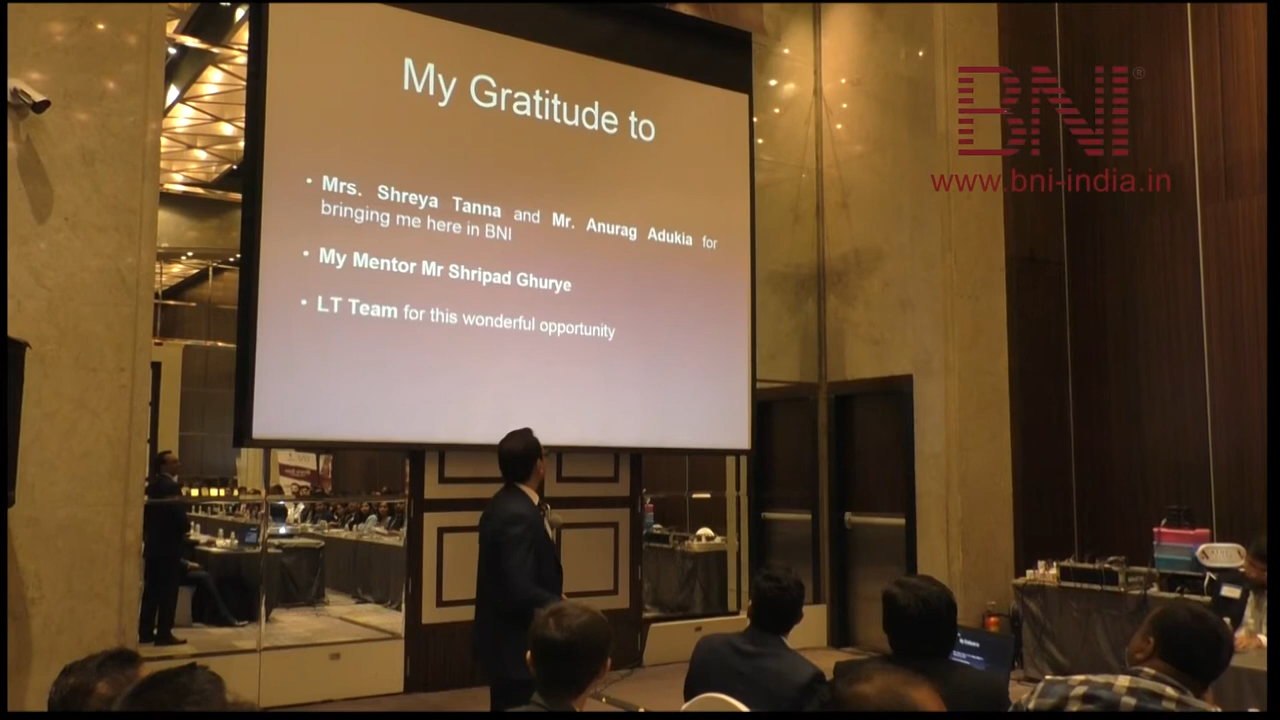 My Gratitude to
• Mrs. Shreya Tanna and Mr. Anurag Adukia for
bringing me here in BNI
• My Mentor Mr Shripad Ghurye
• LT Team for this wonderful opportunity
BNI®
www.bni-india.in